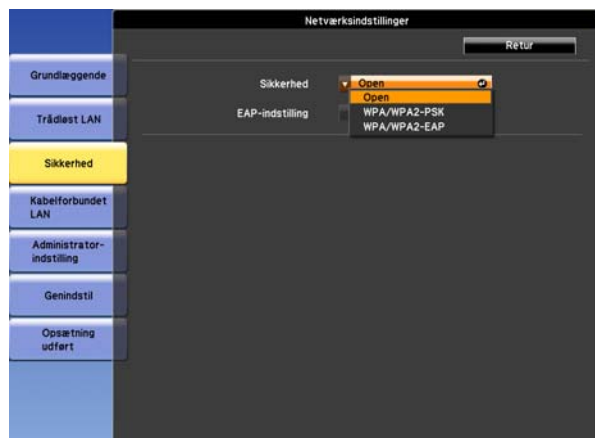 Netværksindstillinger
Retur
Grundlæggende
Trådløst LAN
Sikkerhed
Kabelforbundet
LAN
Administrator-
indstilling
Genindstil
Opsætning
udført
Sikkerhed
Open
Open
WPA/WPA2-PSK
WPA/WPA2-EAP
EAP-indstilling